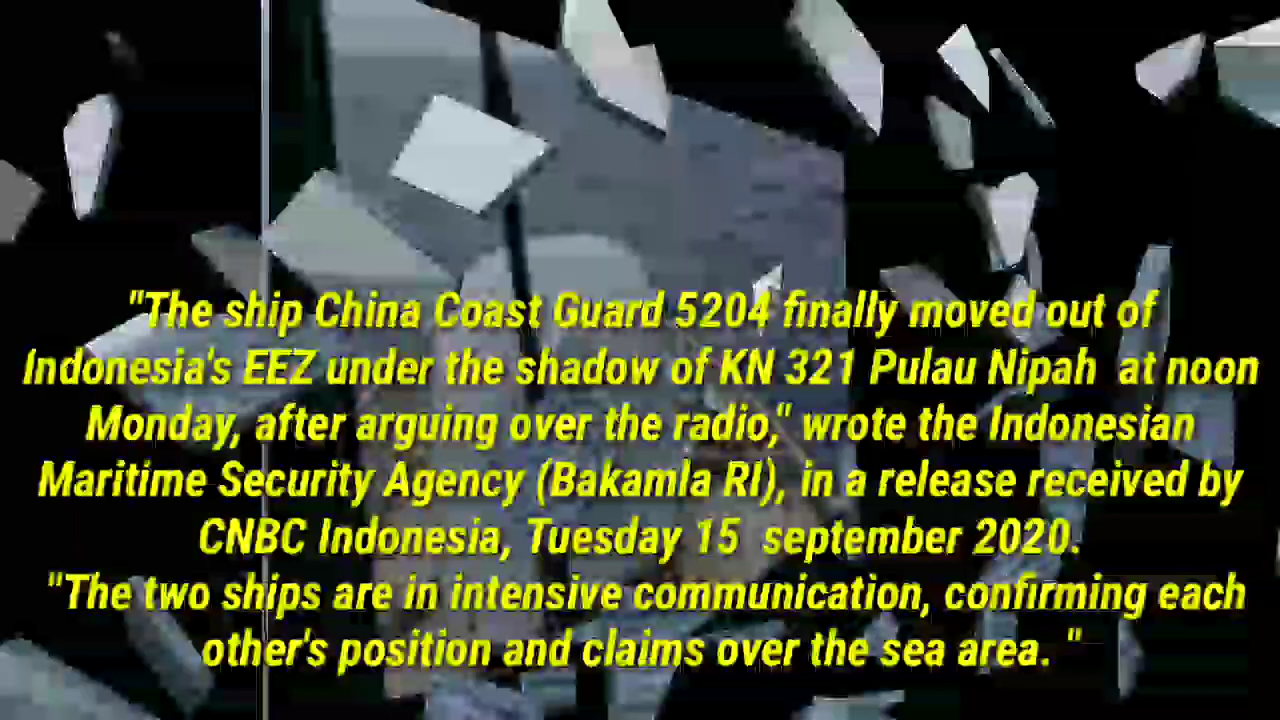 "The ship China Coast Guard 5204 finally moved out of
Indonesia's EEZ under the shadow of KN 321 Pulau Nipah at noon
Monday, after arguing over the radio," wrote the Indonesian
Maritime Security Agency (Bakamla RI), in a release received by
CNBC Indonesia, Tuesday 15 september 2020.
"The two ships are in intensive communication, confirming each
other's position and claims over the sea area. "